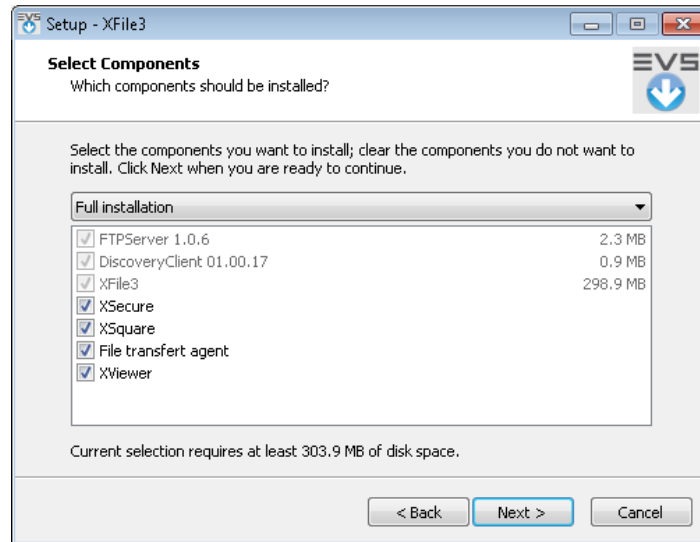 EVS
Setup - XFile3
Select Components
Which components should be installed?
EVS
Select the components you want to install; clear the components you do not want to
install. Click Next when you are ready to continue.
Full installation
FTPServer 1.0.6 2.3 MB
DiscoveryClient 01.00.17 0.9 MB
XFile3 298.9 MB
XSecure
XSquare
File transfert agent
XViewer
Current selection requires at least 303.9 MB of disk space.
< Back Next > Cancel